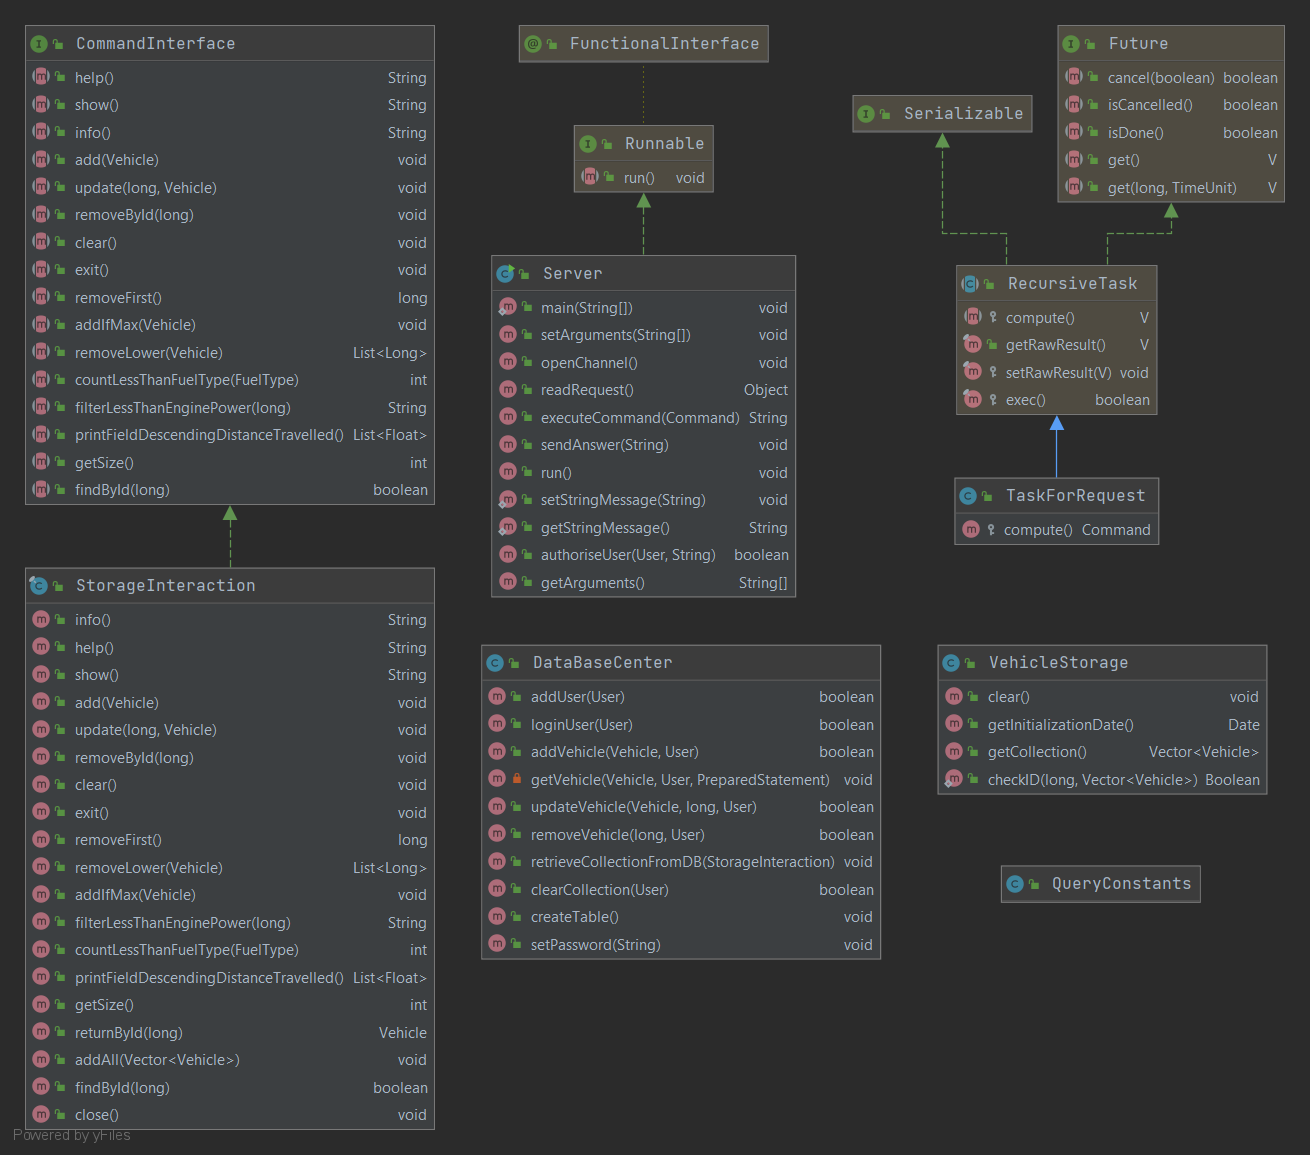 CommandInterface
help() String
show() String
info() String
add(Vehicle) void
update(long, Vehicle) void
removeById(long) void
clear() void
exit() void
removeFirst() long
addIfMax(Vehicle) void
removeLower(Vehicle) List<Long>
countLessThanFuelType(FuelType) int
filterLessThanEnginePower(long) String
printFieldDescendingDistanceTravelled() List<Float>
getSize() int
findById(long) boolean
StorageInteraction
info() String
help() String
show() String
add(Vehicle) void
update(long, Vehicle) void
removeById(long) void
clear() void
exit() void
removeFirst() long
removeLower(Vehicle) List<Long>
addIfMax(Vehicle) void
filterLessThanEnginePower(long) String
countLessThanFuelType(FuelType) int
printFieldDescendingDistanceTravelled() List<Float>
getSize() int
returnById(long) Vehicle
addAll(Vector<Vehicle>) void
findById(long) boolean
close() void
Powered by yFiles
FunctionalInterface
Runnable
run() void
Server
main(String[]) void
setArguments(String[]) void
openChannel() void
readRequest() Object
executeCommand(Command) String
sendAnswer(String) void
run() void
setStringMessage(String) void
getStringMessage() String
authoriseUser(User, String) boolean
getArguments() String[]
DataBaseCenter
addUser(User) boolean
loginUser(User) boolean
addVehicle(Vehicle, User) boolean
getVehicle(Vehicle, User, PreparedStatement) void
updateVehicle(Vehicle, long, User) boolean
removeVehicle(long, User) boolean
retrieveCollectionFromDB(StorageInteraction) void
clearCollection(User) boolean
createTable() void
setPassword(String) void
Serializable
Future
cancel(boolean) boolean
isCancelled() boolean
isDone() boolean
get() V
get(long, TimeUnit) V
RecursiveTask
compute() V
getRawResult() V
setRawResult(V) void
exec() boolean
TaskForRequest
compute() Command
VehicleStorage
clear() void
getInitializationDate() Date
getCollection() Vector<Vehicle>
checkID(long, Vector<Vehicle>) Boolean
QueryConstants